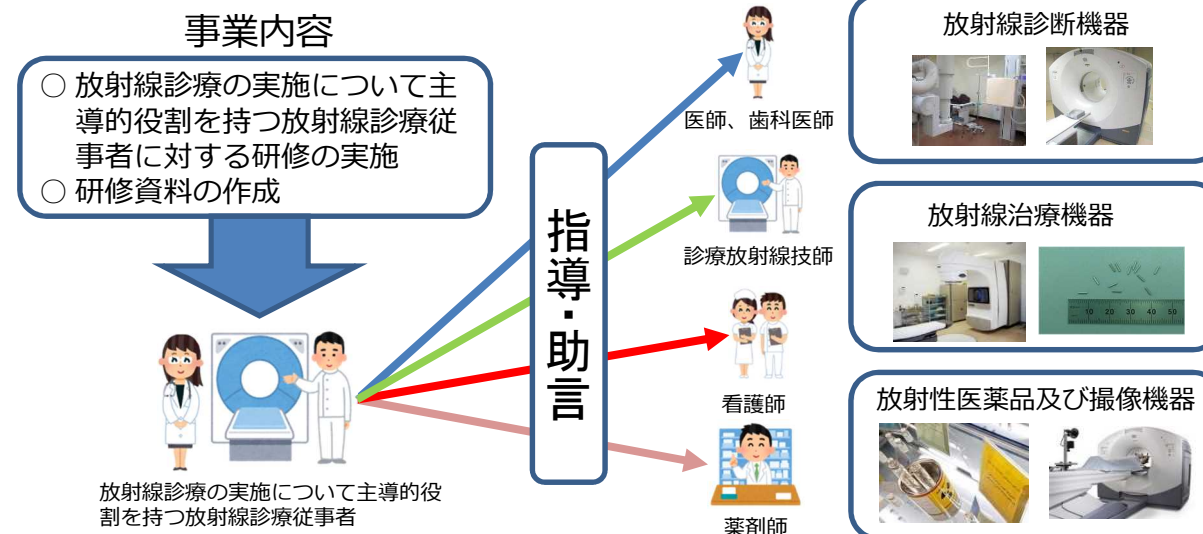 事業内容
○ 放射線診療の実施について主
導的役割を持つ放射線診療従
事者に対する研修の実施
○ 研修資料の作成
放射線診療の実施について主導的役
割を持つ放射線診療従事者
指導・助言
医師、歯科医師
診療放射線技師
看護師
薬剤師
放射線診断機器
放射線治療機器
10 20 30 40 50
放射性医薬品及び撮像機器